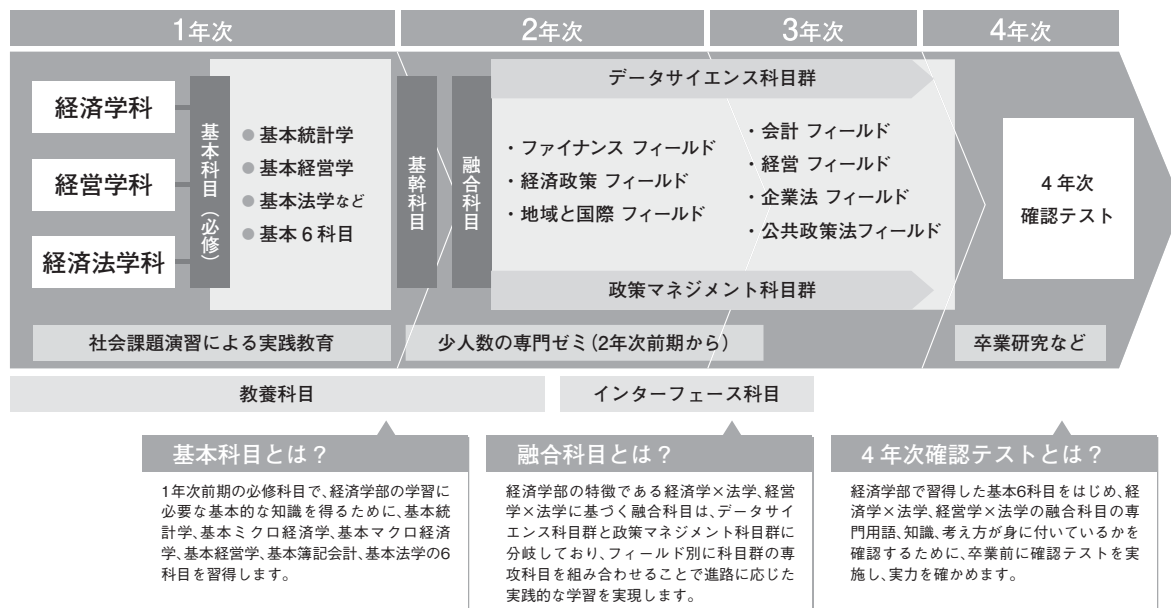 1年次
2年次
3年次
4年次
経済学科
経営学科
経済法学科
基本科目（必修）
● 基本統計学
● 基本経営学
● 基本法学など
● 基本6科目
基幹科目
融合科目
データサイエンス科目群
・ファイナンス フィールド
・経済政策 フィールド
・地域と国際 フィールド
・会計 フィールド
・経営 フィールド
・企業法 フィールド
・公共政策法フィールド
政策マネジメント科目群
4年次
確認テスト
社会課題演習による実践教育
少人数の専門ゼミ（2年次前期から）
卒業研究など
教養科目
インターフェース科目
基本科目とは？
1年次前期の必修科目で、経済学部の学習に
必要な基本的な知識を得るために、基本統
計学、基本ミクロ経済学、基本マクロ経済
学、基本経営学、基本簿記会計、基本法学の6
科目を習得します。
融合科目とは？
経済学部の特徴である経済学×法学、経営
学×法学に基づく融合科目は、データサイ
エンス科目群と政策マネジメント科目群に
分岐しており、フィールド別に科目群の専
攻科目を組み合わせることで進路に応じた
実践的な学習を実現します。
4年次確認テストとは？
経済学部で習得した基本6科目をはじめ、経
済学×法学、経営学×法学の融合科目の専
門用語、知識、考え方が身に付いているかを
確認するために、卒業前に確認テストを実
施し、実力を確かめます。